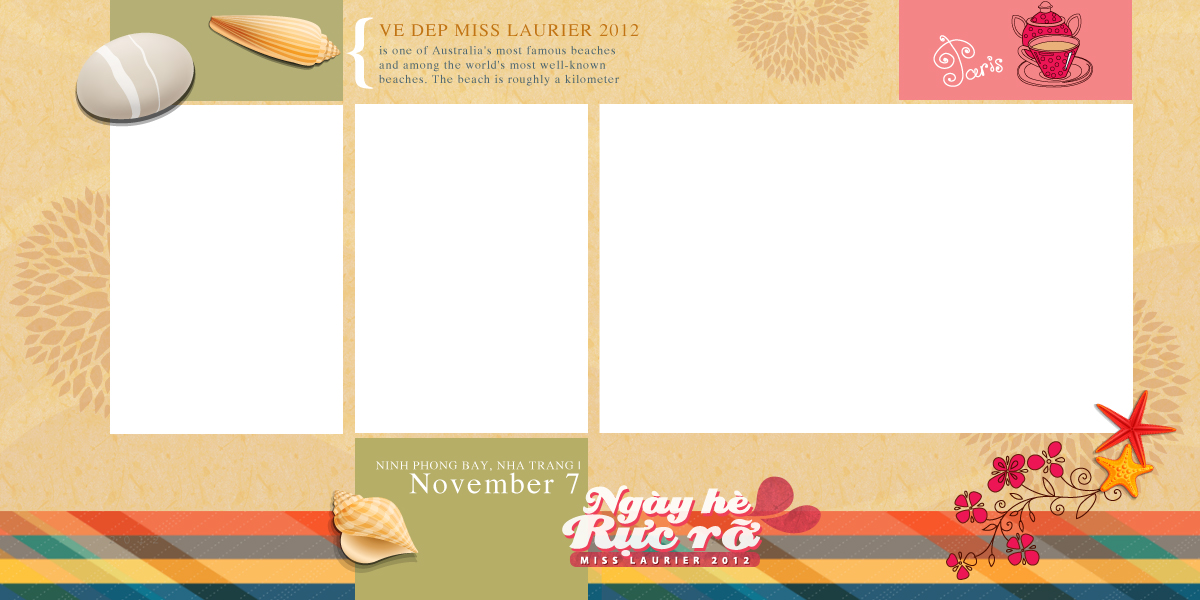 VE DEP MISS LAURIER 2012
is one of Australia's most famous beaches
and among the world's most well-known
beaches. The beach is roughly a kilometer
Paris
NINH PHONG BAY, NHA TRANG |
November 7
Ngày hè
Rực rỡ
MISS LAURIER 2012